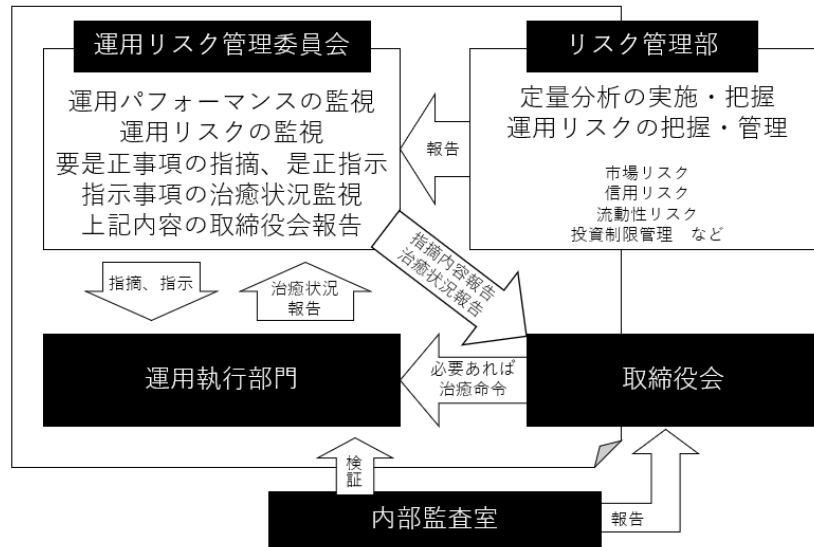 運用リスク管理委員会
運用パフォーマンスの監視
運用リスクの監視
要是正事項の指摘、是正指示
指示事項の治癒状況監視
上記内容の取締役会報告
報告
リスク管理部
定量分析の実施・把握
運用リスクの把握・管理
市場リスク
信用リスク
流動性リスク
投資制限管理　など
指摘、指示
治癒状況
報告
指摘内容報告
治癒状況報告
運用執行部門
必要あれば
治癒命令
取締役会
検証
内部監査室
報告